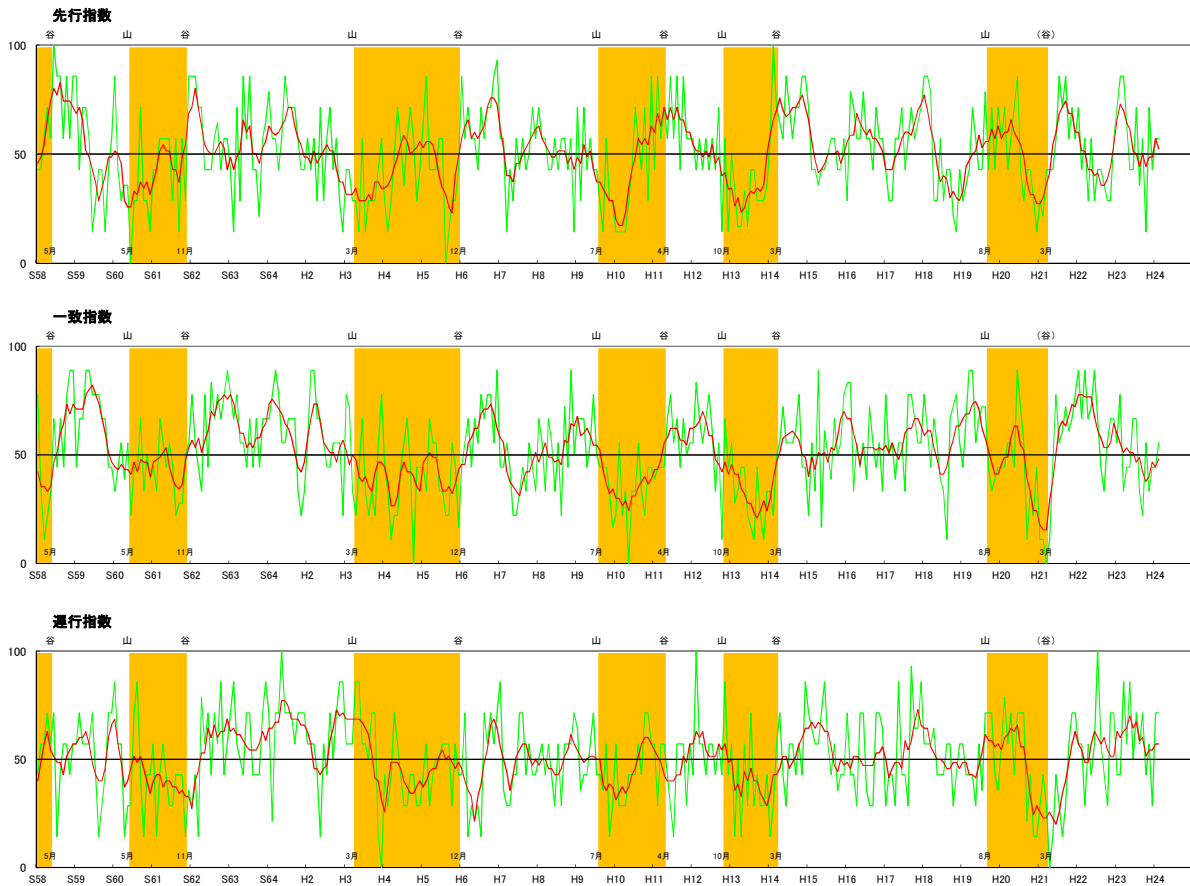 先行指数
谷 山 谷 山 谷 山 谷 山 谷 山 （谷）
100
50
5月 5月 11月 3月 12月 7月 4月 10月 3月 8月 3月
0
S58 S59 S60 S61 S62 S63 S64 H2 H3 H4 H5 H6 H7 H8 H9 H10 H11 H13 H14 H15 H16 H17 H18 H19 H20 H21 H22 H23 H24
一致指数
谷 山 谷 山 谷 山 谷 山 谷 山 （谷）
100
50
5月 5月 11月 3月 12月 7月 4月 10月 3月 8月 3月
0
S58 S59 S60 S61 S62 S63 S64 H2 H3 H4 H5 H6 H7 H8 H9 H10 H11 H13 H14 H15 H16 H17 H18 H19 H20 H21 H22 H23 H24
遅行指数
谷 山 谷 山 谷 山 谷 山 谷 山 （谷）
100
50
5月 5月 11月 3月 12月 7月 4月 10月 3月 8月 3月
0
S58 S59 S60 S61 S62 S63 S64 H2 H3 H4 H5 H6 H7 H8 H9 H10 H11 H13 H14 H15 H16 H17 H18 H19 H20 H21 H22 H23 H24